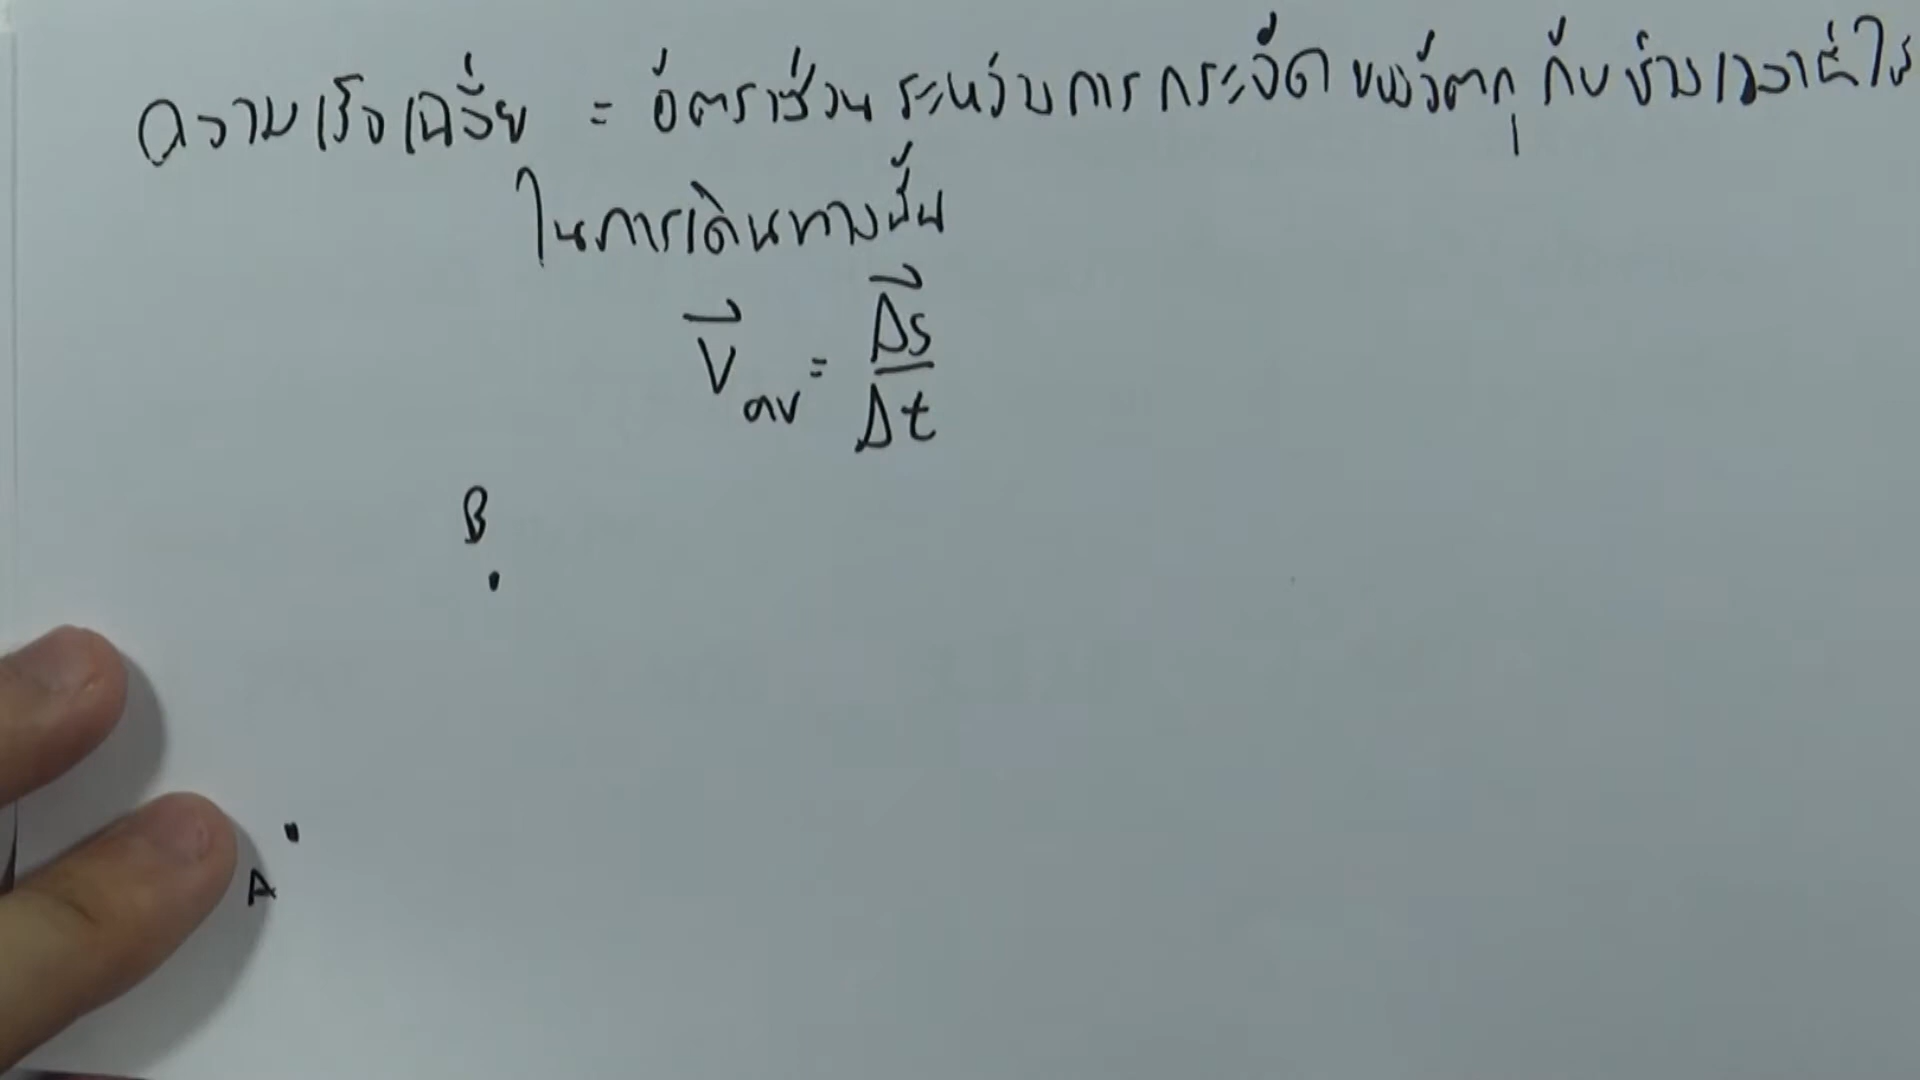 ความเร็วเฉลี่ย = อัตราส่วนระหว่างการกระจัดของวัตถุกับช่วงเวลาที่ใช้
ในการเดินทางนั้น
V⃗av = Δs⃗/Δt
B
A